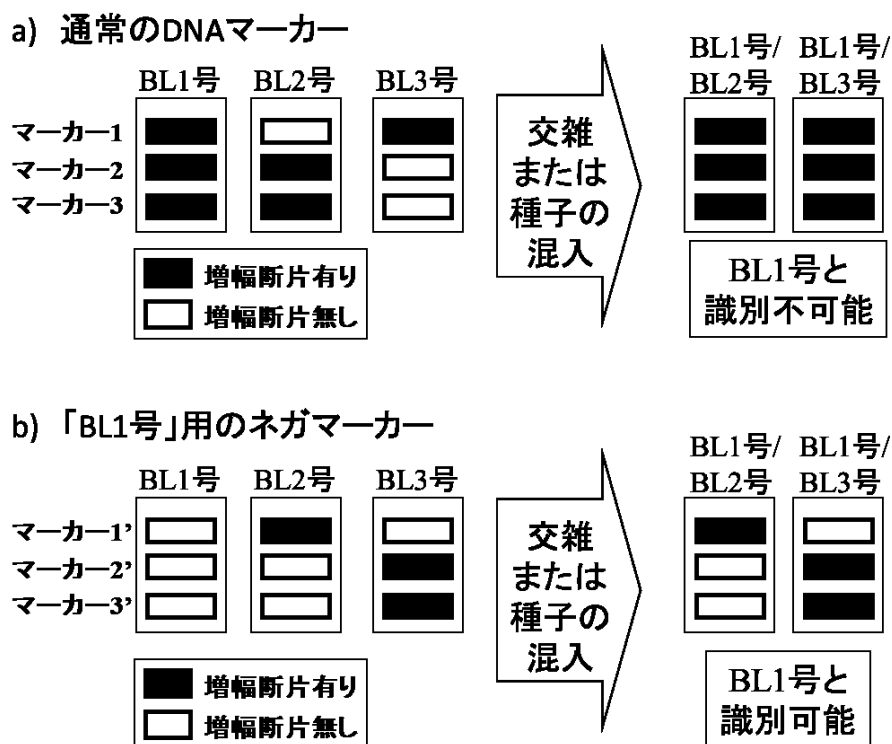 a) 通常のDNAマーカー
BL1号 BL2号 BL3号
マーカー1
マーカー2
マーカー3
増幅断片有り
増幅断片無し
交雑
または
種子の
混入
BL1号/ BL1号/
BL2号 BL3号
BL1号と
識別不可能
b) 「BL1号」用のネガマーカー
BL1号 BL2号 BL3号
マーカー1’
マーカー2’
マーカー3’
増幅断片有り
増幅断片無し
交雑
または
種子の
混入
BL1号/ BL1号/
BL2号 BL3号
BL1号と
識別可能